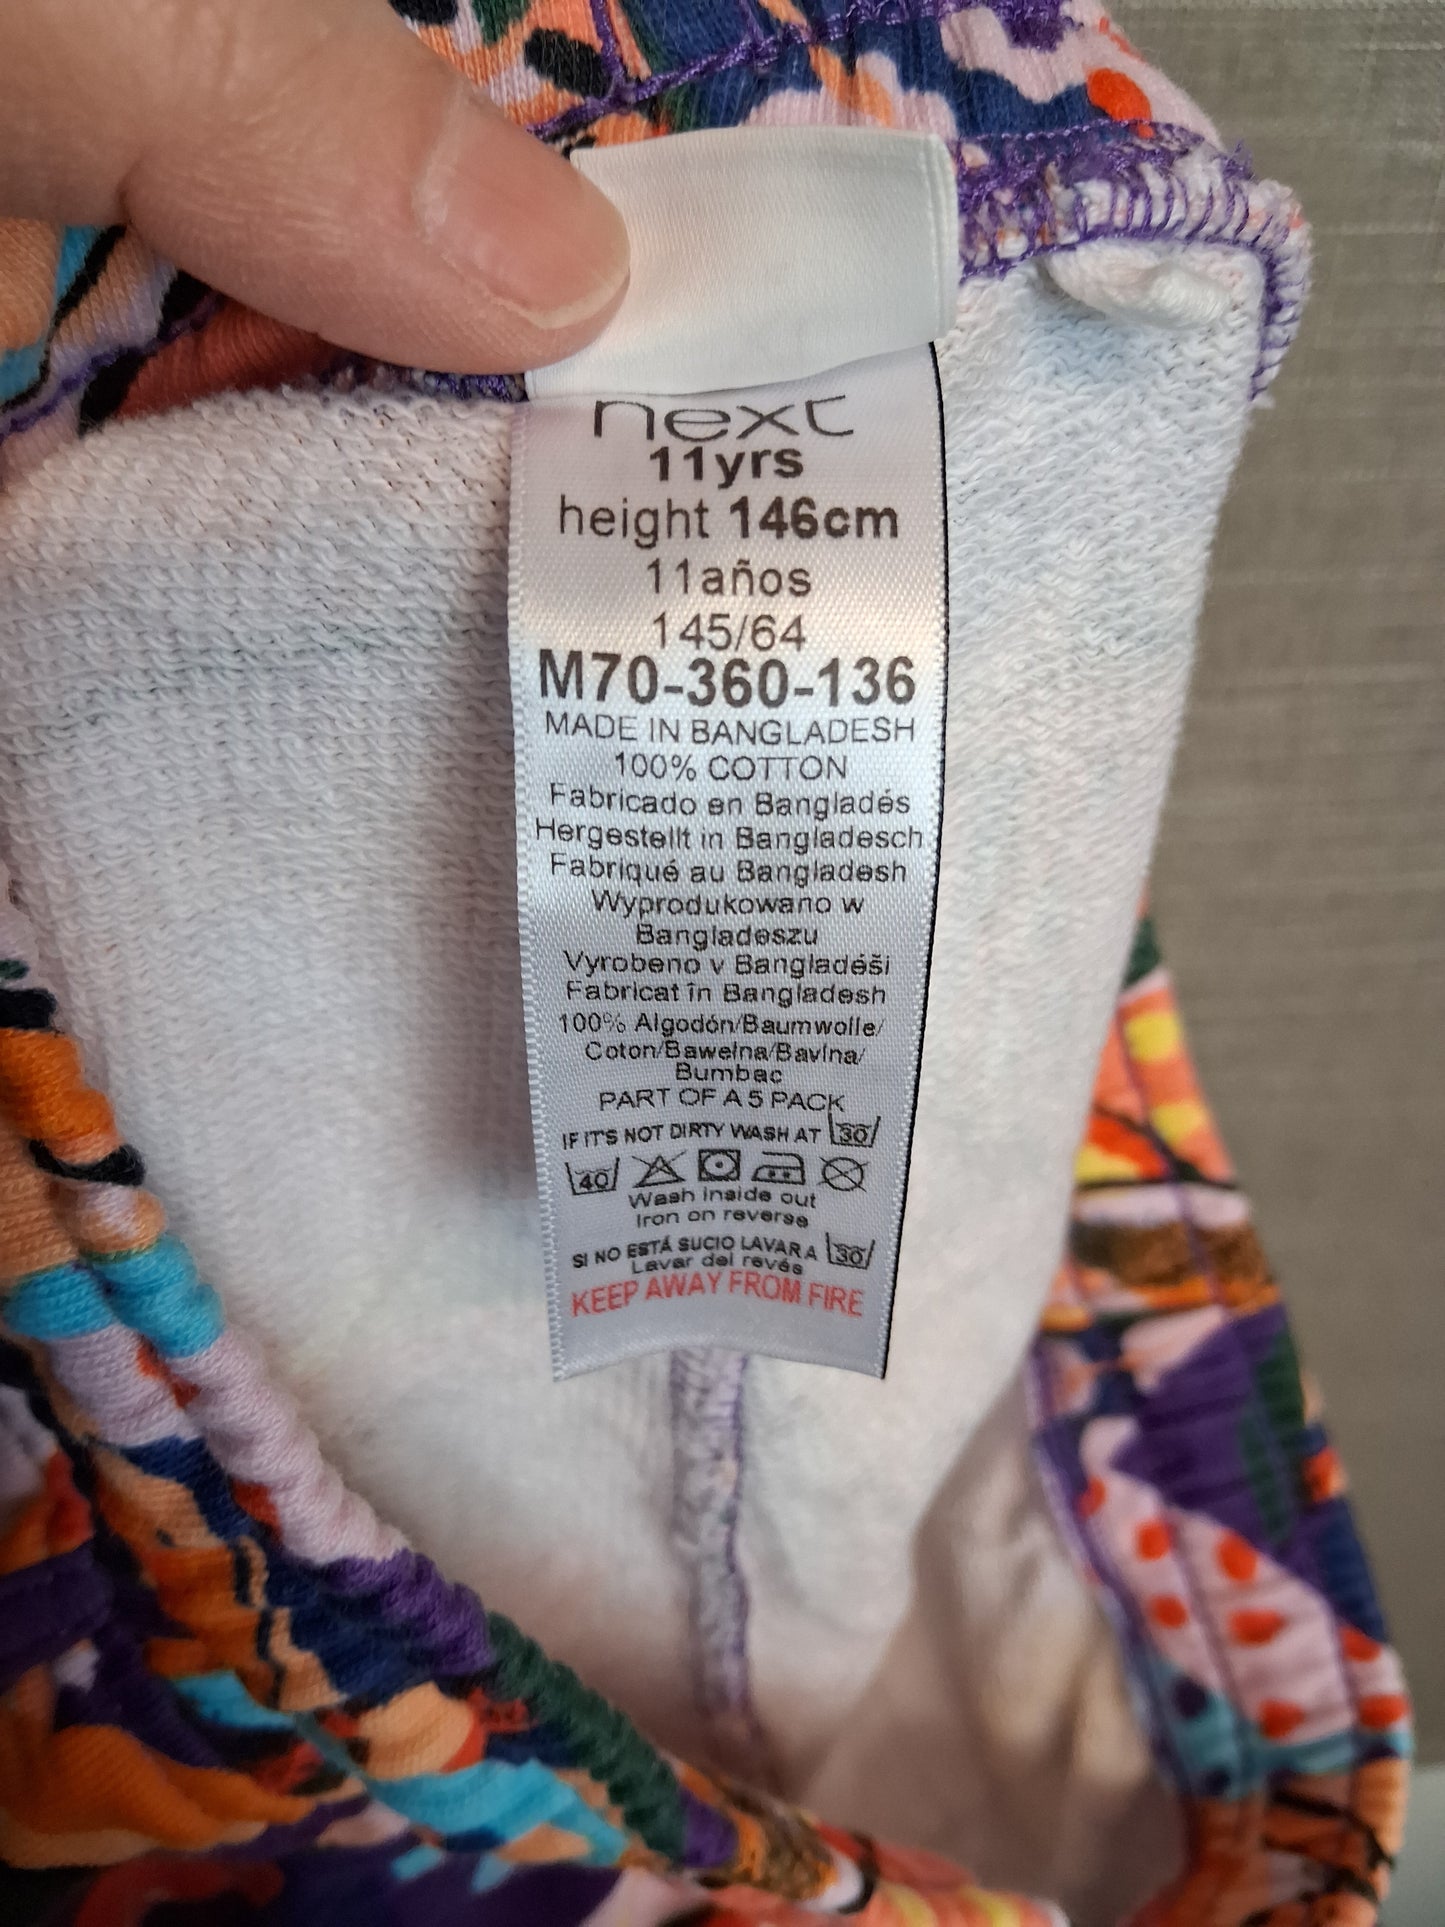 next
11yrs
height 146cm
11años
145/64
M70-360-136
MADE IN BANGLADESH
100% COTTON
Fabricado en Bangladés
Hergestellt in Bangladesch
Fabriqué au Bangladesh
Wyprodukowano w
Bangladeszu
Vyrobeno v Bangladéši
Fabricat în Bangladesh
100% Algodón/Baumwolle/
Coton/Bawełna/Bavlna/
Bumbac
PART OF A 5 PACK
IF IT'S NOT DIRTY WASH AT 30
40
Wash inside out
Iron on reverse
SI NO ESTÁ SUCIO LAVAR A 30
Lavar del revés
KEEP AWAY FROM FIRE